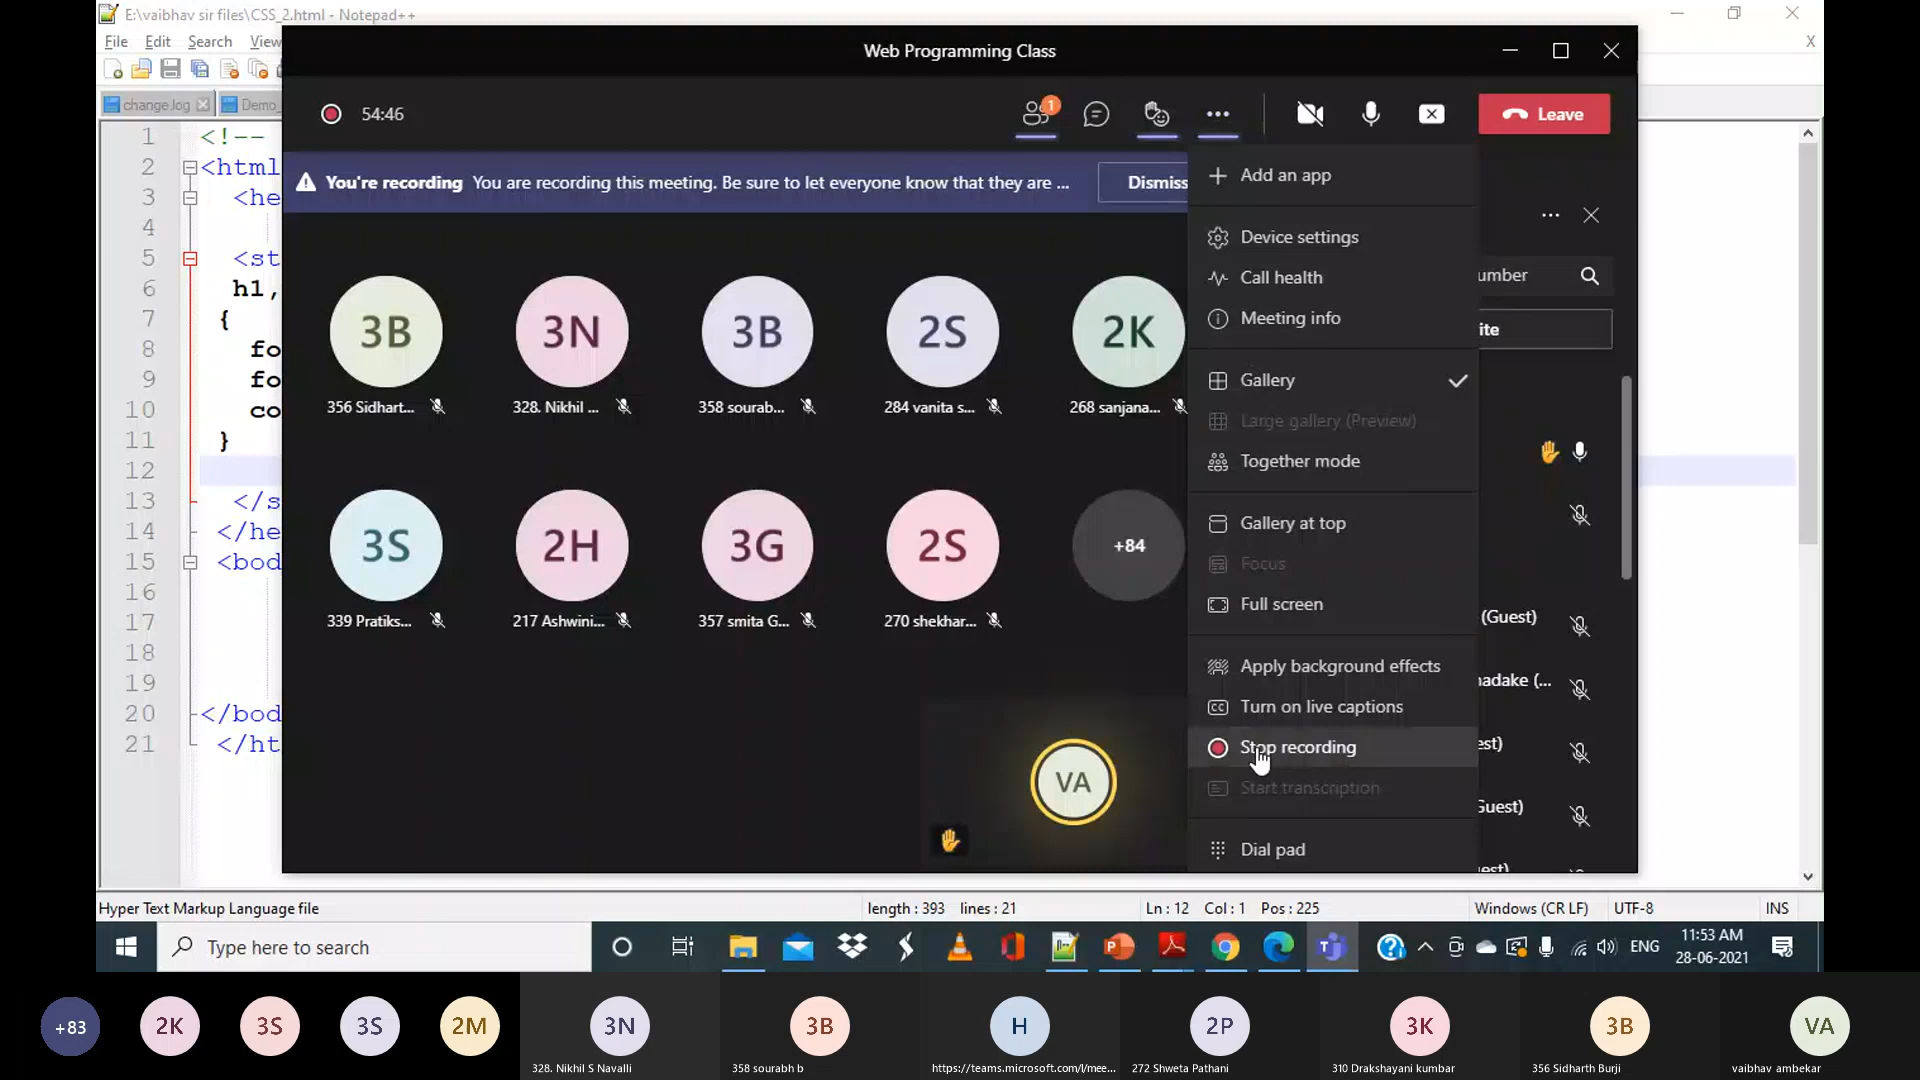 E:\vaibhav sir files\CSS_2.html - Notepad++
File Edit Search View
X
change.log
Demo_
Web Programming Class
54:46
1
Leave
You're recording You are recording this meeting. Be sure to let everyone know that they are ...
Dismiss
Add an app
Device settings
Call health
Meeting info
Gallery
Large gallery (Preview)
Together mode
Gallery at top
Focus
Full screen
Apply background effects
Turn on live captions
Stop recording
Start transcription
Dial pad
umber
ite
(Guest)
adake (...
est)
Guest)
est)
3B
3N
3B
2S
2K
356 Sidhart...
328. Nikhil ...
358 sourab...
284 vanita s...
268 sanjana...
3S
2H
3G
2S
+84
339 Pratiks...
217 Ashwini...
357 smita G...
270 shekhar...
VA
1 <!--
2 <html
3 <he
4
5 <st
6 h1,
7 {
8 fo
9 fo
10 co
11 }
12
13 </s
14 </he
15 <bod
16
17
18
19
20 </bod
21 </ht
Hyper Text Markup Language file
length : 393 lines : 21
Ln : 12 Col : 1 Pos : 225
Windows (CR LF)
UTF-8
INS
Type here to search
ENG
11:53 AM
28-06-2021
+83
2K
3S
3S
2M
3N
3B
H
2P
3K
3B
VA
328. Nikhil S Navalli
358 sourabh b
https://teams.microsoft.com/l/mee...
272 Shweta Pathani
310 Drakshayani kumbar
356 Sidharth Burji
vaibhav ambekar